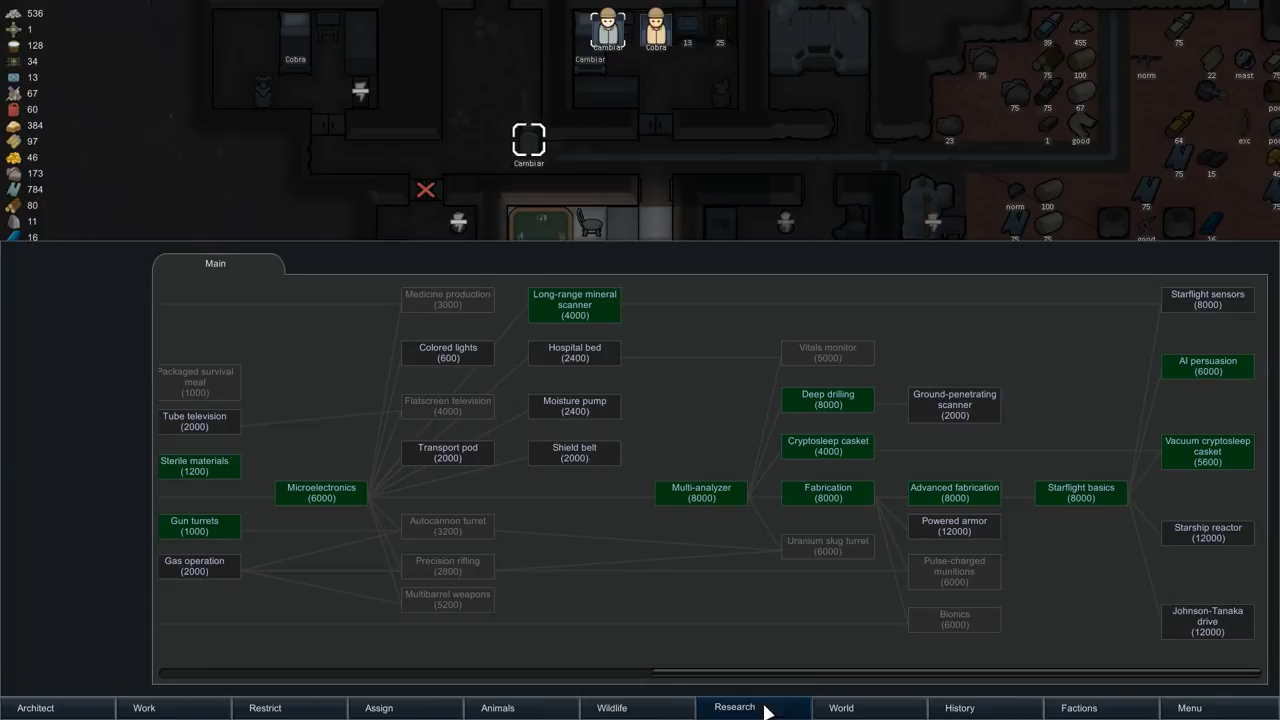 536
1
128
34
13
67
60
384
97
46
173
784
80
11
16
Cobra
Cambiar
Cobra
13
25
Cambiar
Cambiar
39
455
75
75
100
norm
22
mast
75
75
67
23
1
good
64
exc
75
15
75
norm
100
75
75
75
good
75
16
Main
Medicine production
(3000)
Long-range mineral
scanner
(4000)
Starflight sensors
(8000)
Colored lights
(600)
Hospital bed
(2400)
Vitals monitor
(5000)
AI persuasion
(6000)
Packaged survival
meal
(1000)
Tube television
(2000)
Flatscreen television
(4000)
Moisture pump
(2400)
Deep drilling
(8000)
Ground-penetrating
scanner
(2000)
Sterile materials
(1200)
Transport pod
(2000)
Shield belt
(2000)
Cryptosleep casket
(4000)
Vacuum cryptosleep
casket
(5600)
Microelectronics
(6000)
Multi-analyzer
(8000)
Fabrication
(8000)
Advanced fabrication
(8000)
Starflight basics
(8000)
Gun turrets
(1000)
Autocannon turret
(3200)
Powered armor
(12000)
Starship reactor
(12000)
Gas operation
(2000)
Precision rifling
(2800)
Uranium slug turret
(6000)
Pulse-charged
munitions
(6000)
Multibarrel weapons
(5200)
Bionics
(6000)
Johnson-Tanaka
drive
(12000)
Architect
Work
Restrict
Assign
Animals
Wildlife
Research
World
History
Factions
Menu